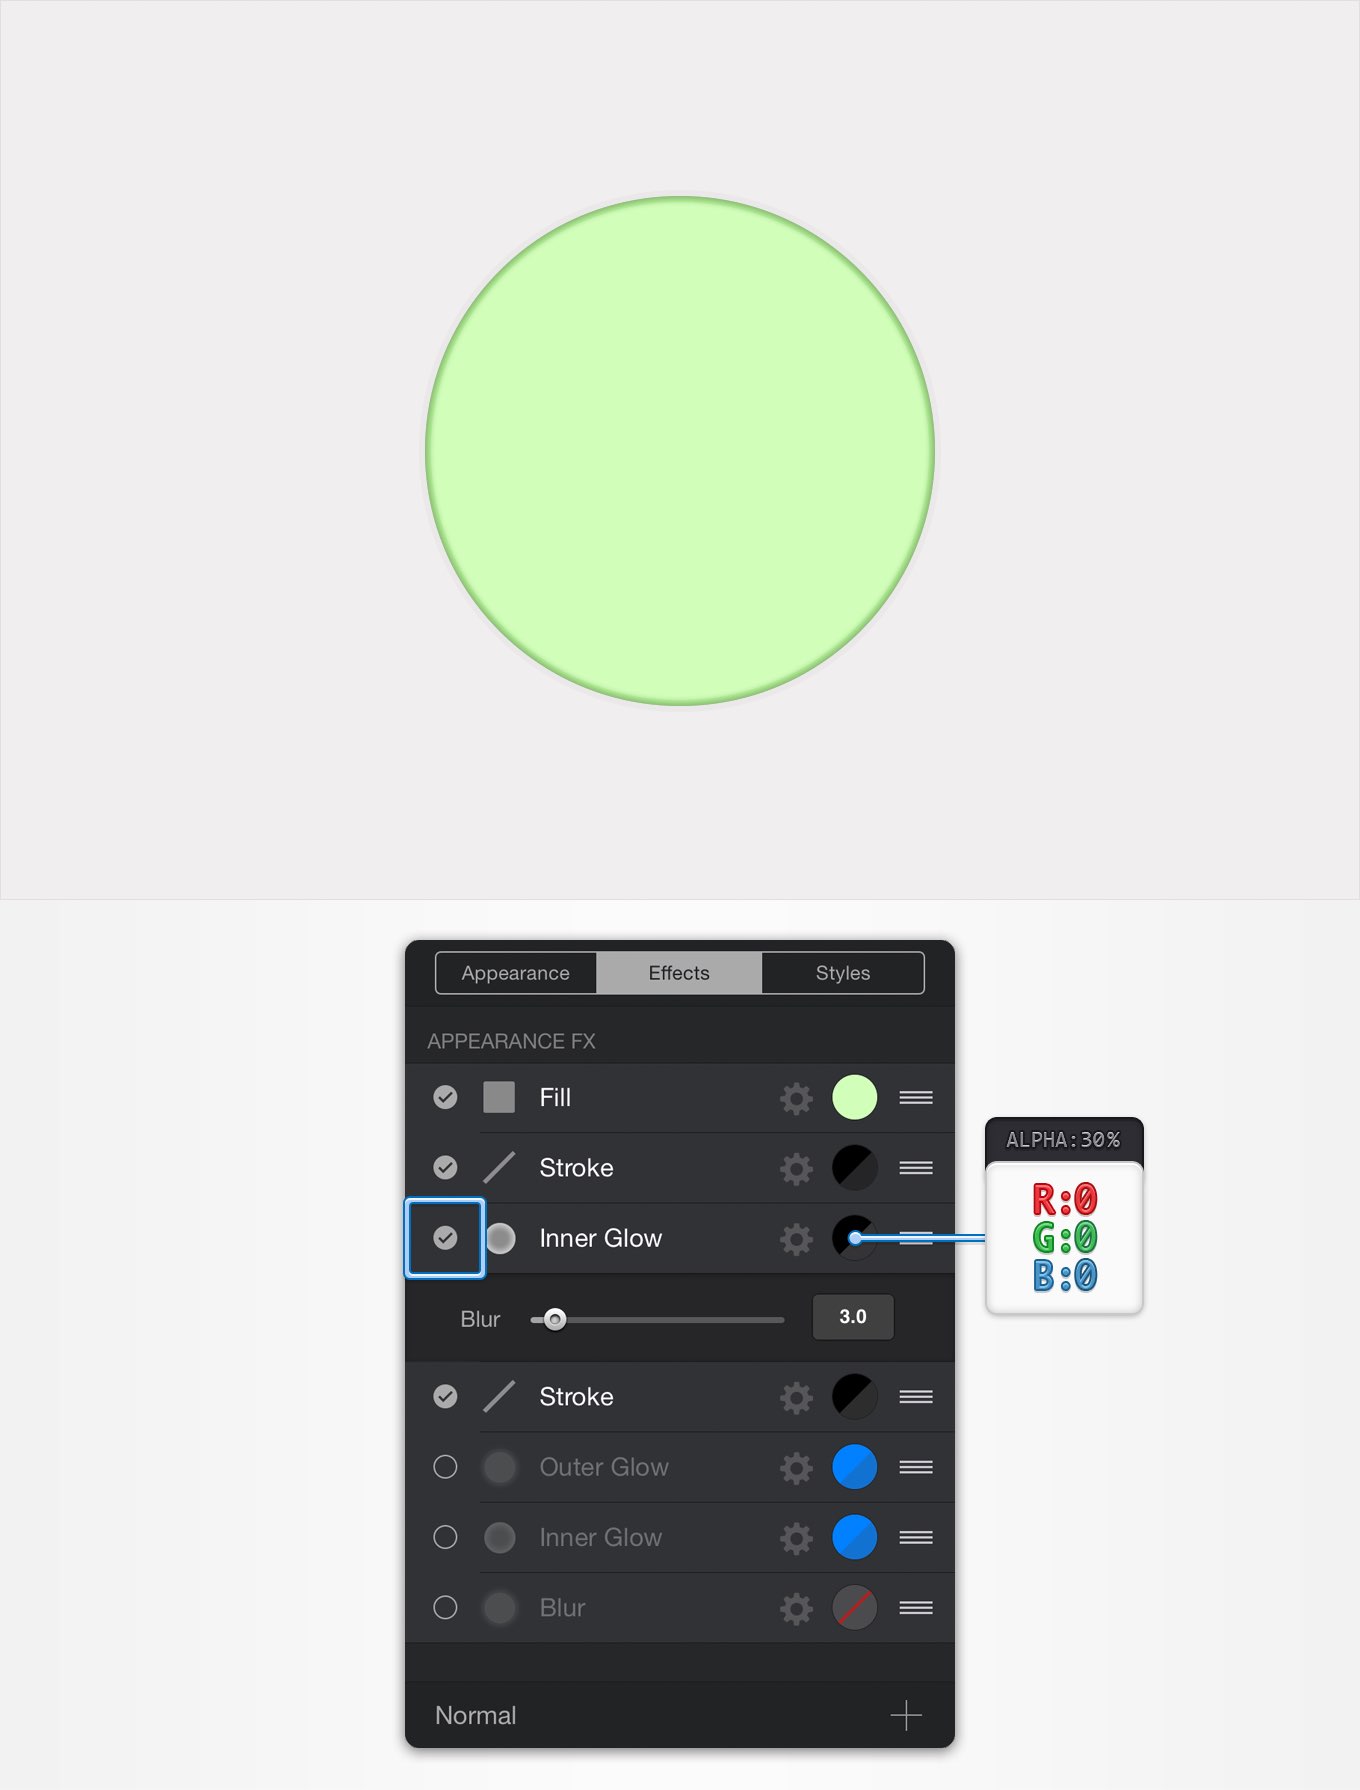 Appearance Effects Styles
APPEARANCE FX
Fill
Stroke
Inner Glow
ALPHA:30%
R:0
G:0
B:0
Blur 3.0
Stroke
Outer Glow
Inner Glow
Blur
Normal